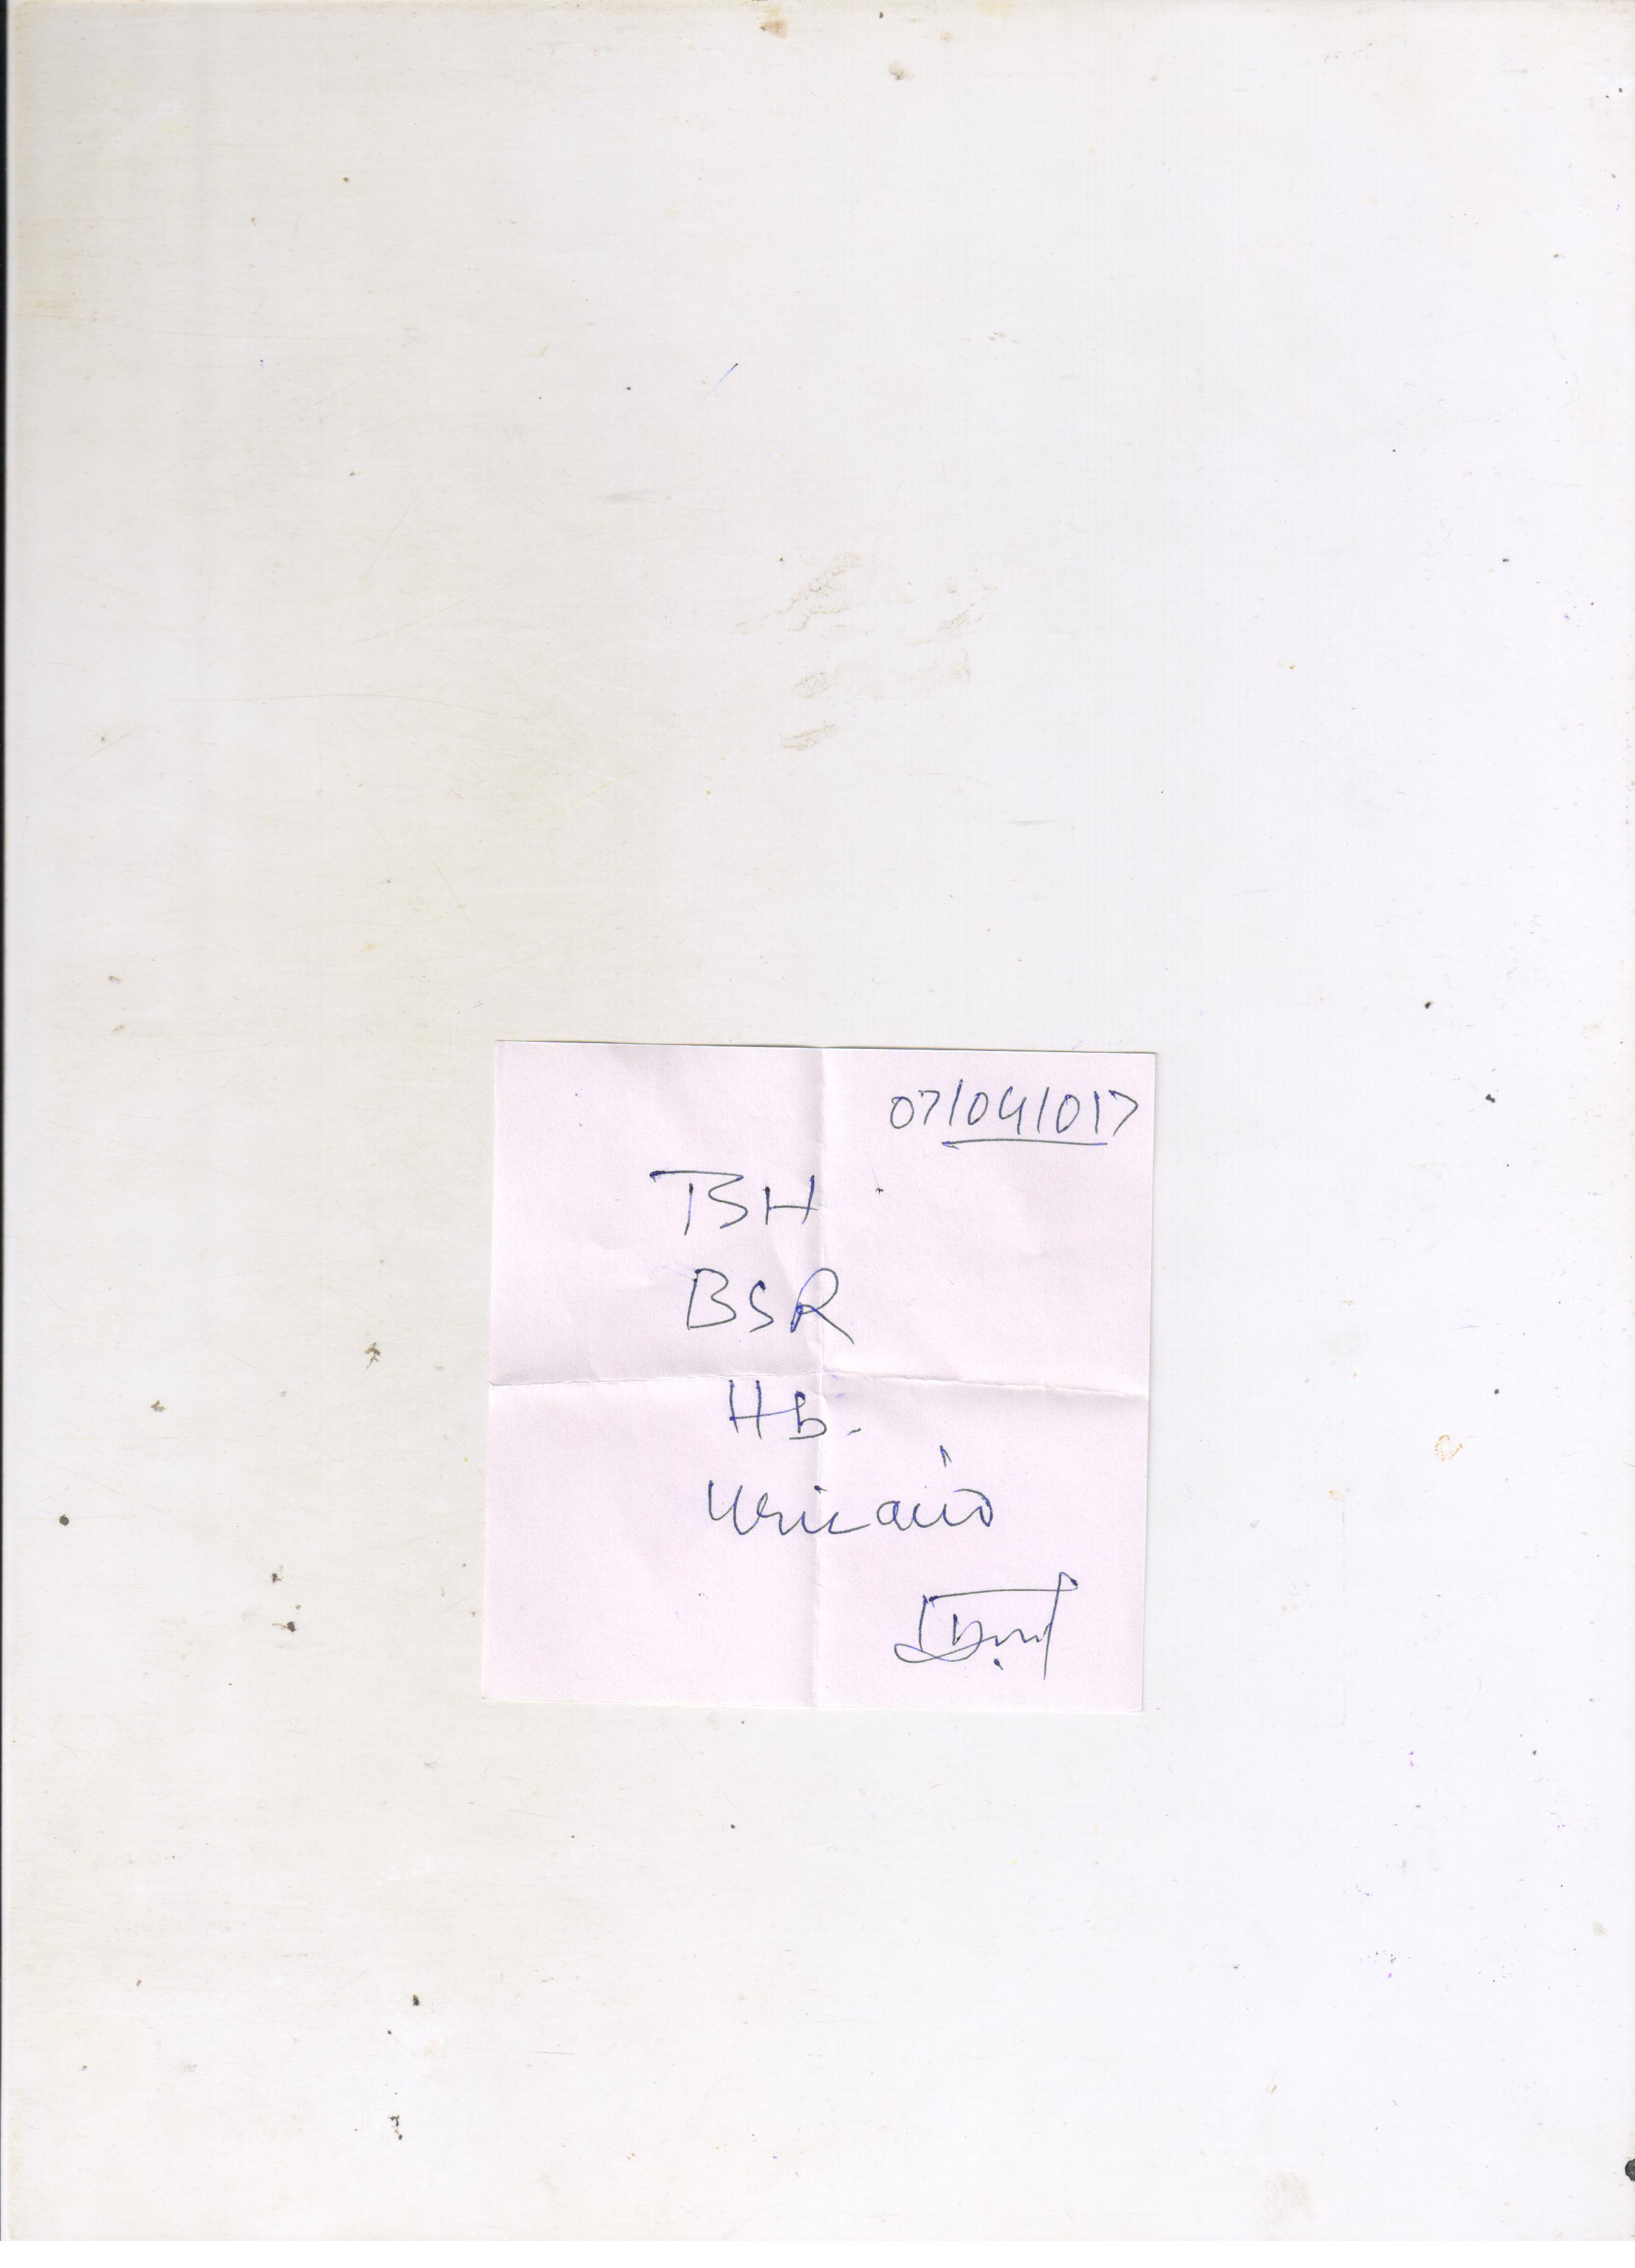 07/04/017
TSH
BSR
Hb.
Uric acid